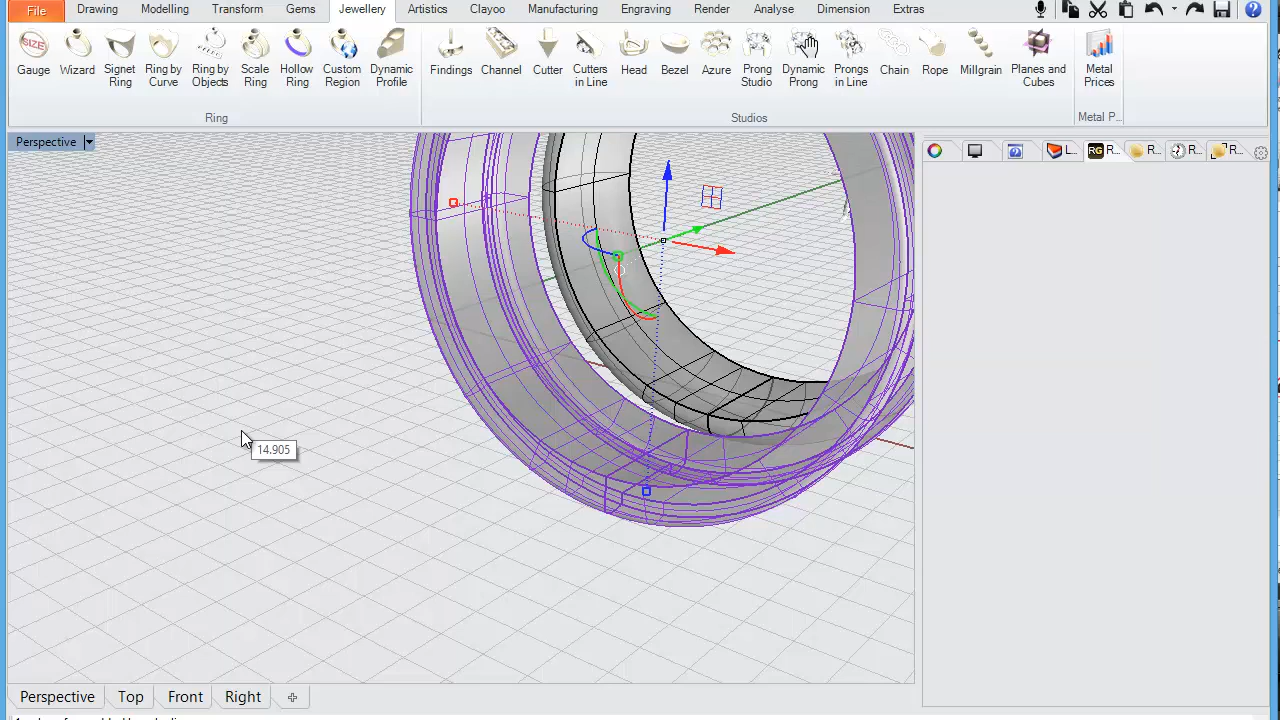 File Drawing Modelling Transform Gems Jewellery Artistics Clayoo Manufacturing Engraving Render Analyse Dimension Extras
SIZE
Gauge Wizard Signet Ring Ring by Curve Ring by Objects Scale Ring Hollow Ring Custom Region Dynamic Profile Findings Channel Cutter Cutters in Line Head Bezel Azure Prong Studio Dynamic Prong Prongs in Line Chain Rope Millgrain Planes and Cubes Metal Prices
Ring Studios Metal P...
Perspective
L... RG R... R... R... R...
14.905
Perspective Top Front Right